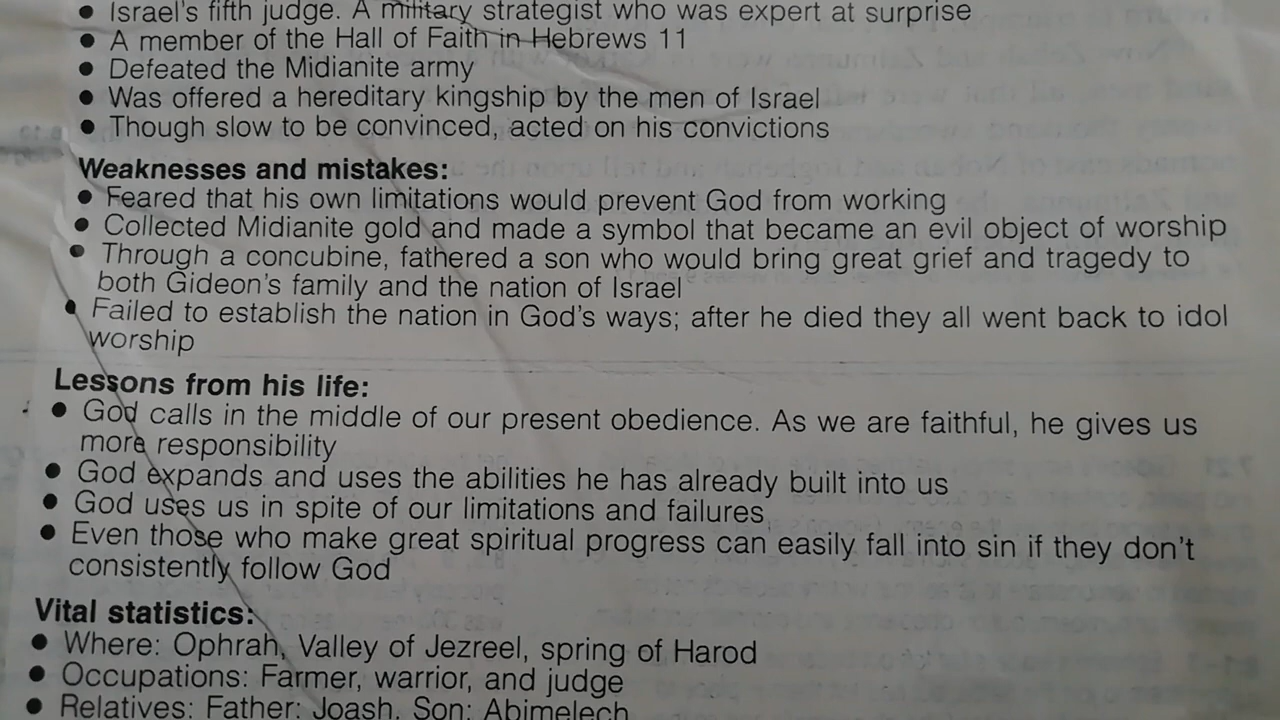 • Israel's fifth judge. A military strategist who was expert at surprise
• A member of the Hall of Faith in Hebrews 11
• Defeated the Midianite army
• Was offered a hereditary kingship by the men of Israel
• Though slow to be convinced, acted on his convictions
Weaknesses and mistakes:
• Feared that his own limitations would prevent God from working
• Collected Midianite gold and made a symbol that became an evil object of worship
• Through a concubine, fathered a son who would bring great grief and tragedy to
both Gideon's family and the nation of Israel
• Failed to establish the nation in God's ways; after he died they all went back to idol
worship
Lessons from his life:
• God calls in the middle of our present obedience. As we are faithful, he gives us
more responsibility
• God expands and uses the abilities he has already built into us
• God uses us in spite of our limitations and failures
• Even those who make great spiritual progress can easily fall into sin if they don't
consistently follow God
Vital statistics:
• Where: Ophrah, Valley of Jezreel, spring of Harod
• Occupations: Farmer, warrior, and judge
• Relatives: Father: Joash. Son: Abimelech